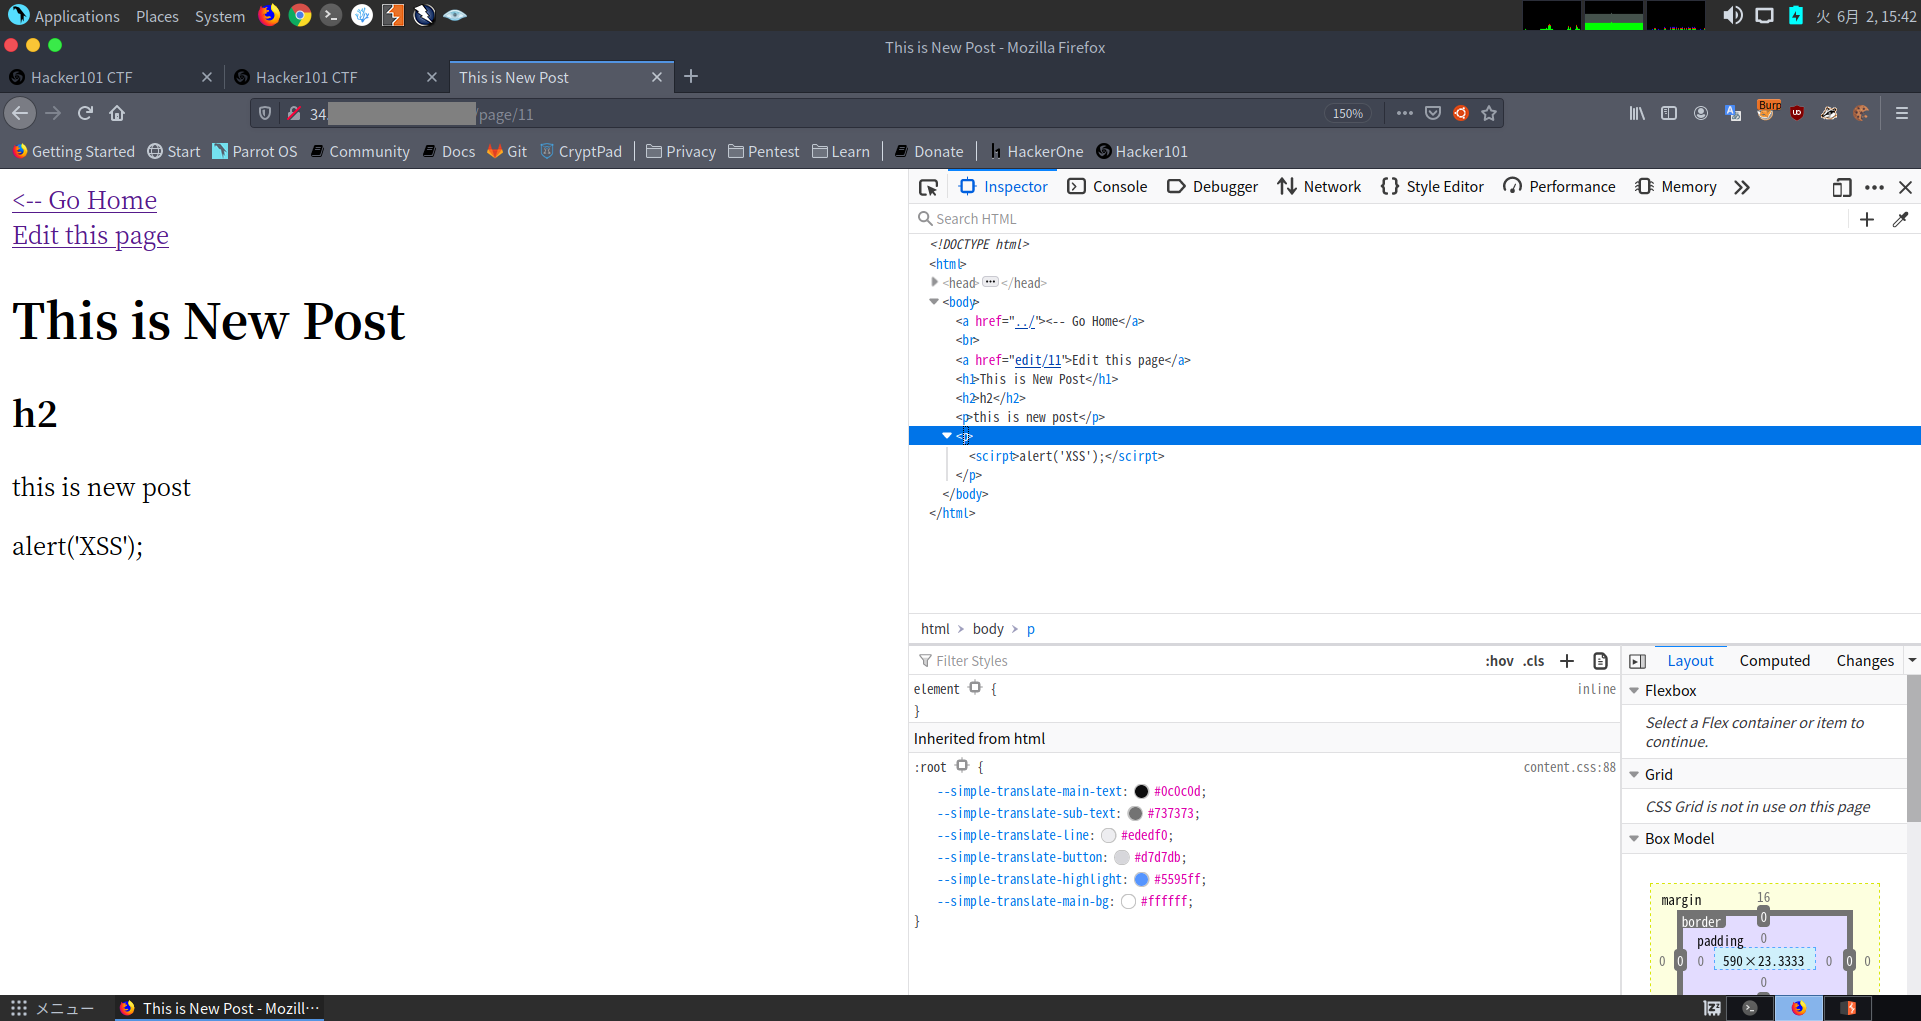 Applications Places System
火 6月 2, 15:42
This is New Post - Mozilla Firefox
Hacker101 CTF
Hacker101 CTF
This is New Post
34. /page/11
150%
Burp
Getting Started Start Parrot OS Community Docs Git CryptPad Privacy Pentest Learn Donate HackerOne Hacker101
<-- Go Home
Edit this page
This is New Post
h2
this is new post
alert('XSS');
Inspector Console Debugger Network Style Editor Performance Memory
Search HTML
<!DOCTYPE html>
<html>
<head> ••• </head>
<body>
<a href="../"><-- Go Home</a>
<br>
<a href="edit/11">Edit this page</a>
<h1>This is New Post</h1>
<h2>h2</h2>
<p>this is new post</p>
<p>
<scirpt>alert('XSS');</scirpt>
</p>
</body>
</html>
html > body > p
Filter Styles
:hov .cls +
element {
inline
}
Inherited from html
:root {
content.css:88
--simple-translate-main-text: #0c0c0d;
--simple-translate-sub-text: #737373;
--simple-translate-line: #ededf0;
--simple-translate-button: #d7d7db;
--simple-translate-highlight: #5595ff;
--simple-translate-main-bg: #ffffff;
}
Layout Computed Changes
Flexbox
Select a Flex container or item to
continue.
Grid
CSS Grid is not in use on this page
Box Model
margin 16
border 0
padding 0
0 0 0 590×23.3333 0 0 0
0
メニュー
This is New Post - Mozill···